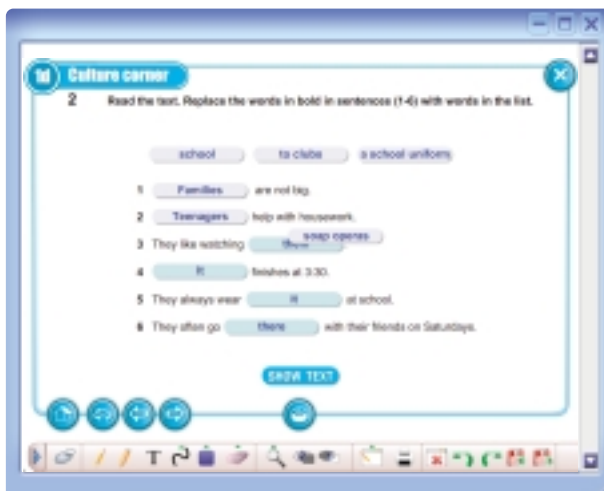 1d Culture corner
2 Read the text. Replace the words in bold in sentences (1-6) with words in the list.
school to clubs a school uniform
1 Families are not big.
2 Teenagers help with housework.
soap operas
3 They like watching them.
4 It finishes at 3:30.
5 They always wear it at school.
6 They often go there with their friends on Saturdays.
SHOW TEXT
T